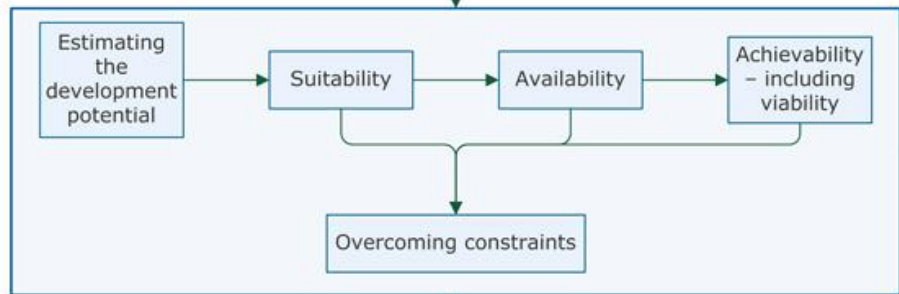 Estimating
the
development
potential
Suitability
Availability
Achievability
– including
viability
Overcoming constraints